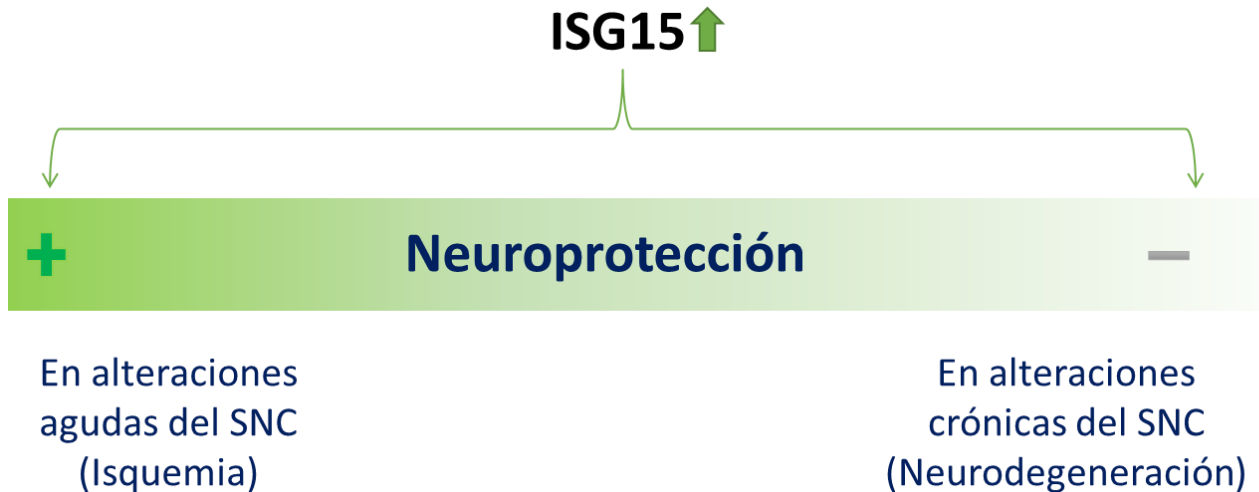 ISG15
+ Neuroprotección −
En alteraciones
agudas del SNC
(Isquemia)
En alteraciones
crónicas del SNC
(Neurodegeneración)